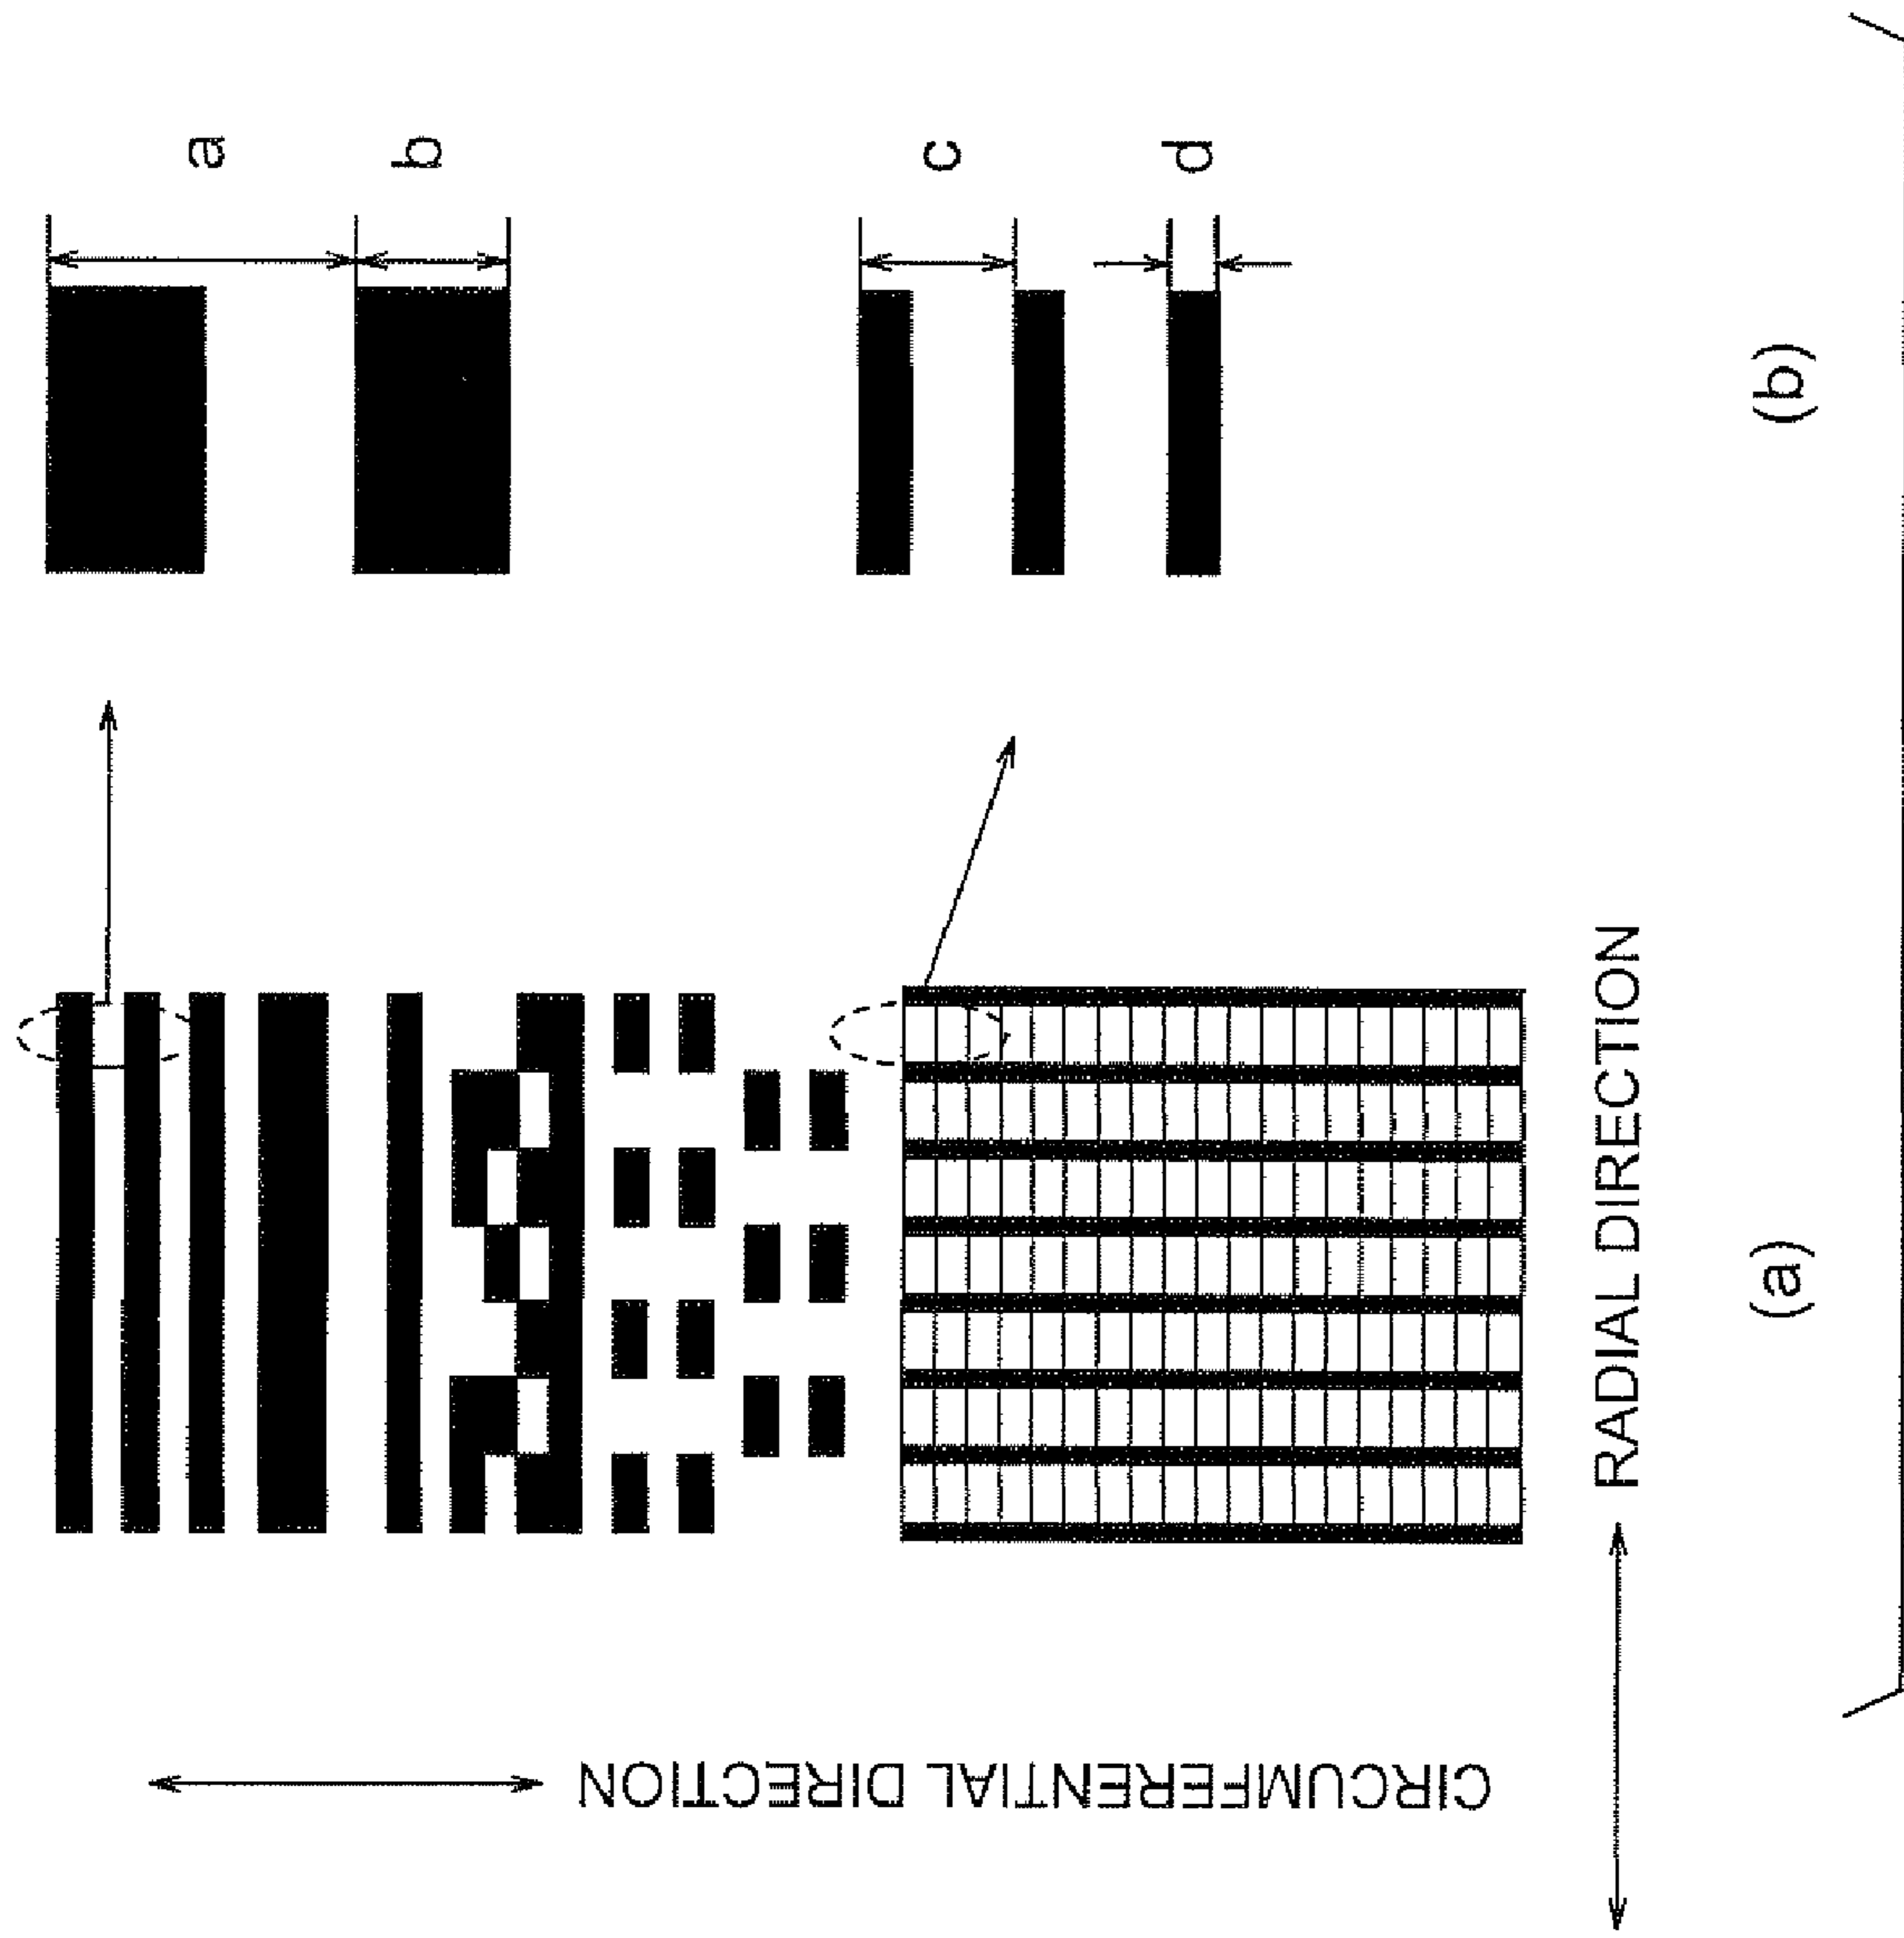 a
b
c
d
(b)
CIRCUMFERENTIAL DIRECTION
RADIAL DIRECTION
(a)